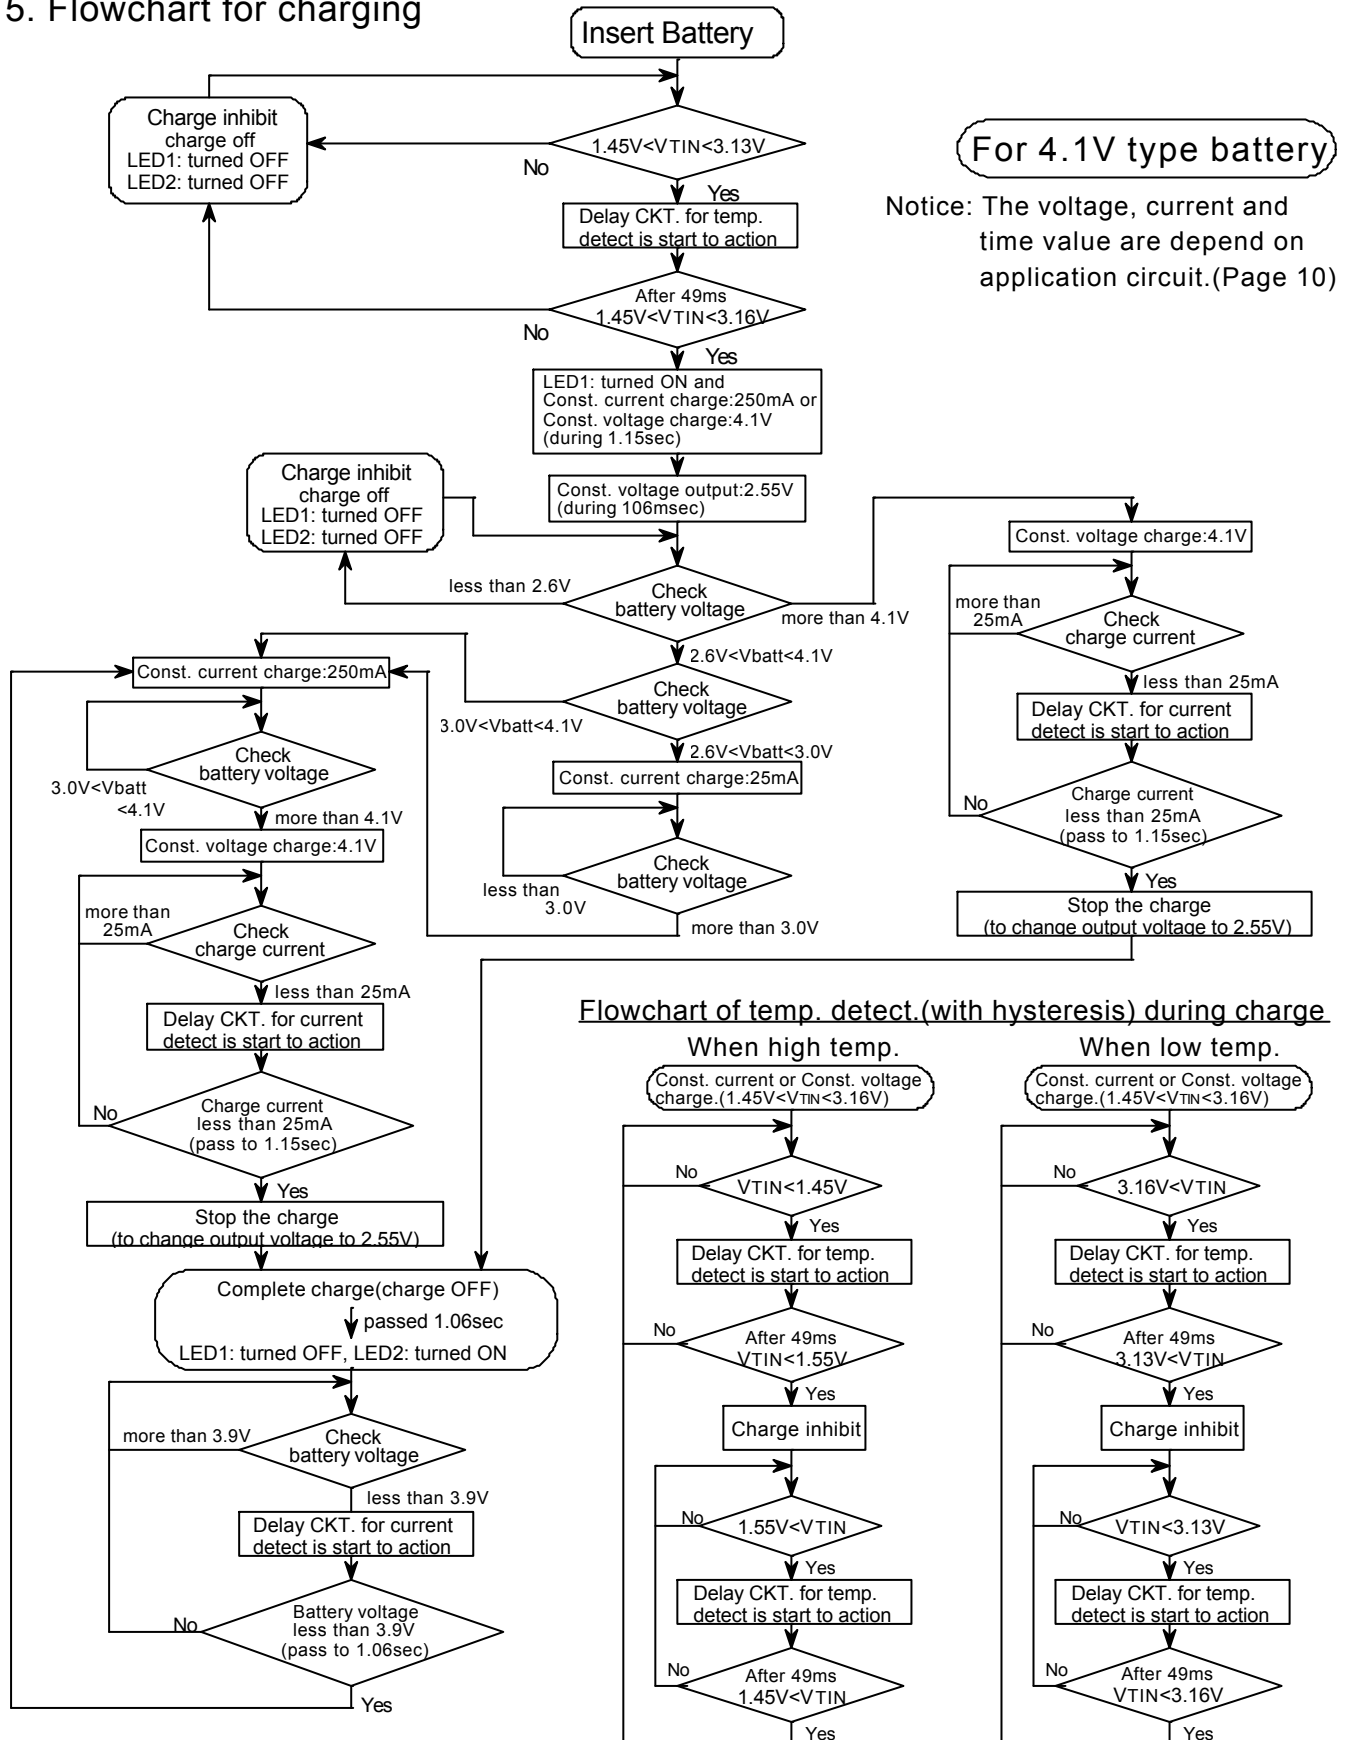 5. Flowchart for charging
Insert Battery
Charge inhibit
charge off
LED1: turned OFF
LED2: turned OFF
1.45V<VTIN<3.13V
No
Yes
For 4.1V type battery
Notice: The voltage, current and
time value are depend on
application circuit.(Page 10)
Delay CKT. for temp.
detect is start to action
After 49ms
1.45V<VTIN<3.16V
No
Yes
LED1: turned ON and
Const. current charge:250mA or
Const. voltage charge:4.1V
(during 1.15sec)
Charge inhibit
charge off
LED1: turned OFF
LED2: turned OFF
Const. voltage output:2.55V
(during 106msec)
less than 2.6V
Check
battery voltage
more than 4.1V
2.6V<Vbatt<4.1V
Check
battery voltage
3.0V<Vbatt<4.1V
2.6V<Vbatt<3.0V
Const. current charge:25mA
Check
battery voltage
less than
3.0V
more than 3.0V
Const. voltage charge:4.1V
more than
25mA
Check
charge current
less than 25mA
Delay CKT. for current
detect is start to action
No
Charge current
less than 25mA
(pass to 1.15sec)
Yes
Stop the charge
(to change output voltage to 2.55V)
Const. current charge:250mA
Check
battery voltage
3.0V<Vbatt
<4.1V
more than 4.1V
Const. voltage charge:4.1V
more than
25mA
Check
charge current
less than 25mA
Delay CKT. for current
detect is start to action
No
Charge current
less than 25mA
(pass to 1.15sec)
Yes
Stop the charge
(to change output voltage to 2.55V)
Complete charge(charge OFF)
passed 1.06sec
LED1: turned OFF, LED2: turned ON
more than 3.9V
Check
battery voltage
less than 3.9V
Delay CKT. for current
detect is start to action
No
Battery voltage
less than 3.9V
(pass to 1.06sec)
Yes
Flowchart of temp. detect.(with hysteresis) during charge
When high temp.
Const. current or Const. voltage
charge.(1.45V<VTIN<3.16V)
No
VTIN<1.45V
Yes
Delay CKT. for temp.
detect is start to action
No
After 49ms
VTIN<1.55V
Yes
Charge inhibit
No
1.55V<VTIN
Yes
Delay CKT. for temp.
detect is start to action
No
After 49ms
1.45V<VTIN
Yes
When low temp.
Const. current or Const. voltage
charge.(1.45V<VTIN<3.16V)
No
3.16V<VTIN
Yes
Delay CKT. for temp.
detect is start to action
No
After 49ms
3.13V<VTIN
Yes
Charge inhibit
No
VTIN<3.13V
Yes
Delay CKT. for temp.
detect is start to action
No
After 49ms
VTIN<3.16V
Yes